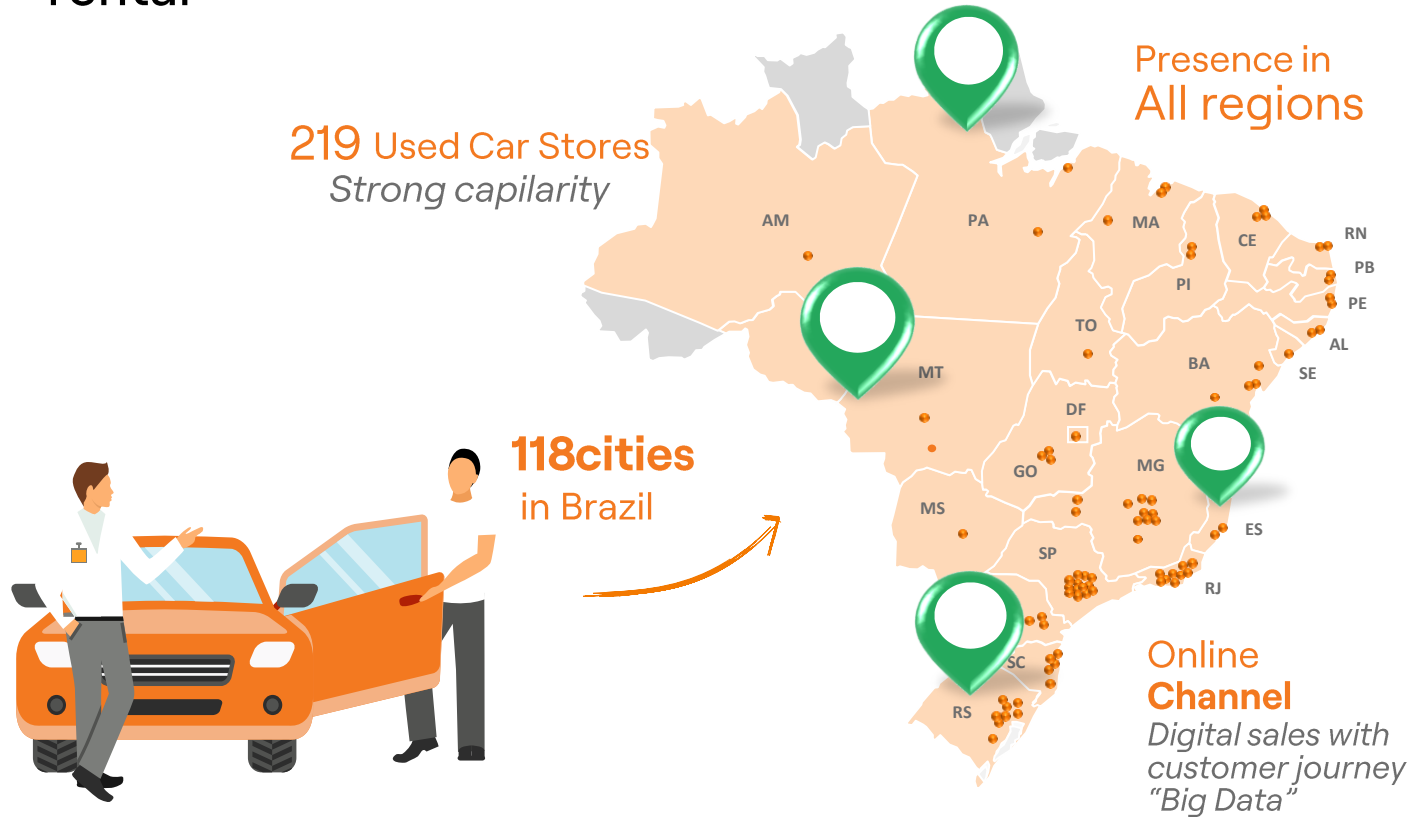 rental
Presence in
All regions
219 Used Car Stores
Strong capilarity
AM
PA
MA
CE
RN
PB
PI
PE
TO
AL
BA
SE
MT
DF
118cities
in Brazil
GO
MG
MS
ES
SP
RJ
SC
RS
Online
Channel
Digital sales with
customer journey
“Big Data”